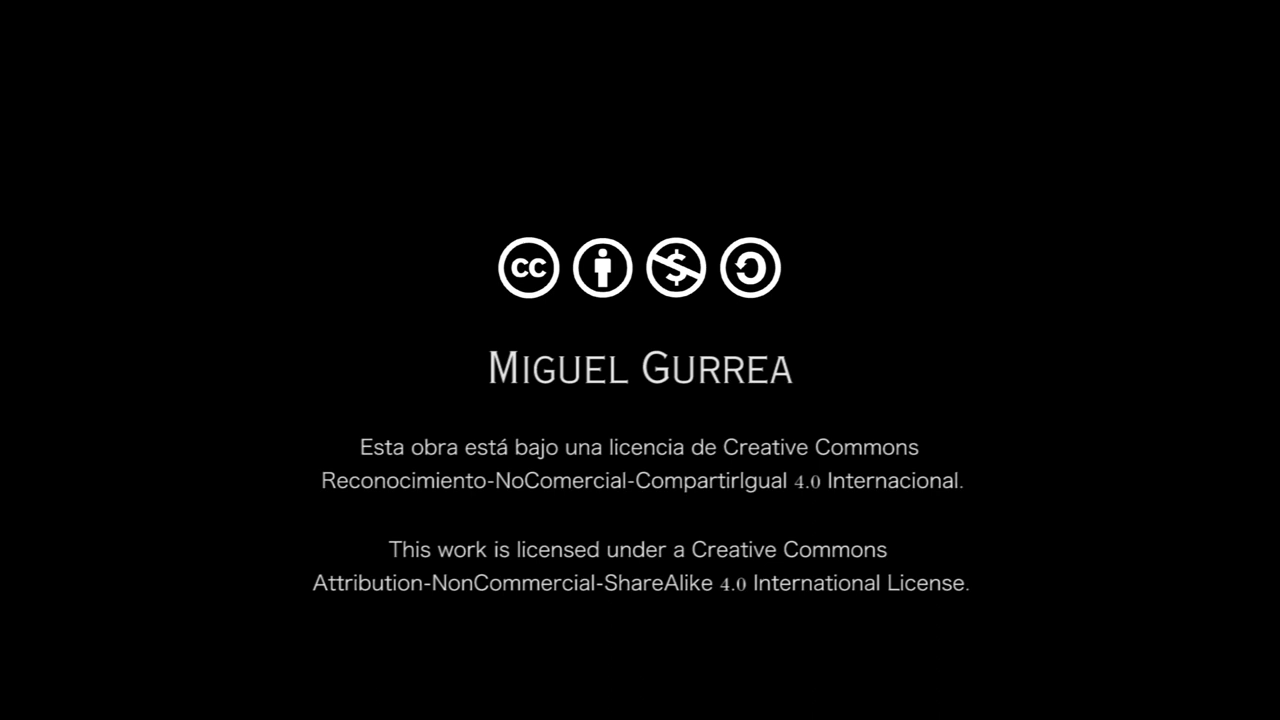 cc
MIGUEL GURREA
Esta obra está bajo una licencia de Creative Commons
Reconocimiento-NoComercial-CompartirIgual 4.0 Internacional.
This work is licensed under a Creative Commons
Attribution-NonCommercial-ShareAlike 4.0 International License.